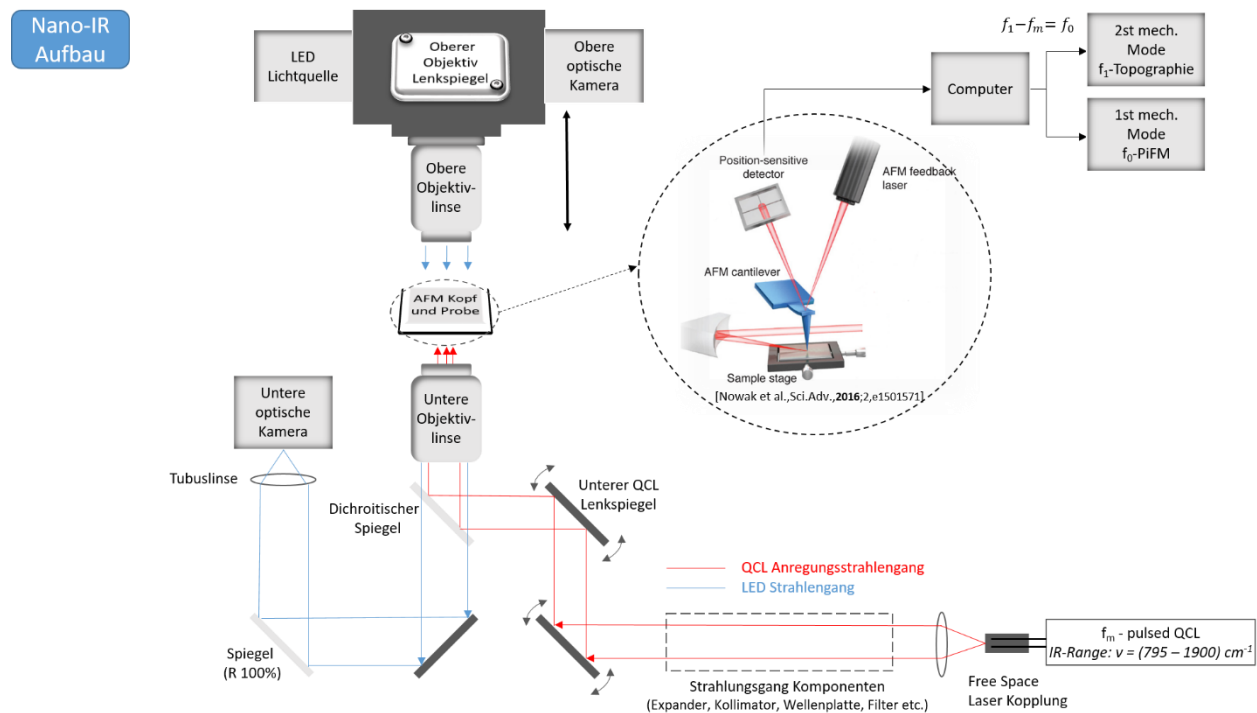 Nano-IR
Aufbau
LED
Lichtquelle
Oberer
Objektiv
Lenkspiegel
Obere
optische
Kamera
f₁−fₘ= f₀
2st mech.
Mode
f₁-Topographie
Computer
1st mech.
Mode
f₀-PiFM
Obere
Objektiv-
linse
Position-sensitive
detector
AFM feedback
laser
AFM cantilever
AFM Kopf
und Probe
Sample stage
[Nowak et al.,Sci.Adv.,2016;2,e1501571]
Untere
optische
Kamera
Untere
Objektiv-
linse
Tubuslinse
Dichroitischer
Spiegel
Unterer QCL
Lenkspiegel
QCL Anregungsstrahlengang
LED Strahlengang
Spiegel
(R 100%)
Strahlungsgang Komponenten
(Expander, Kollimator, Wellenplatte, Filter etc.)
Free Space
Laser Kopplung
fₘ - pulsed QCL
IR-Range: ν = (795 – 1900) cm⁻¹